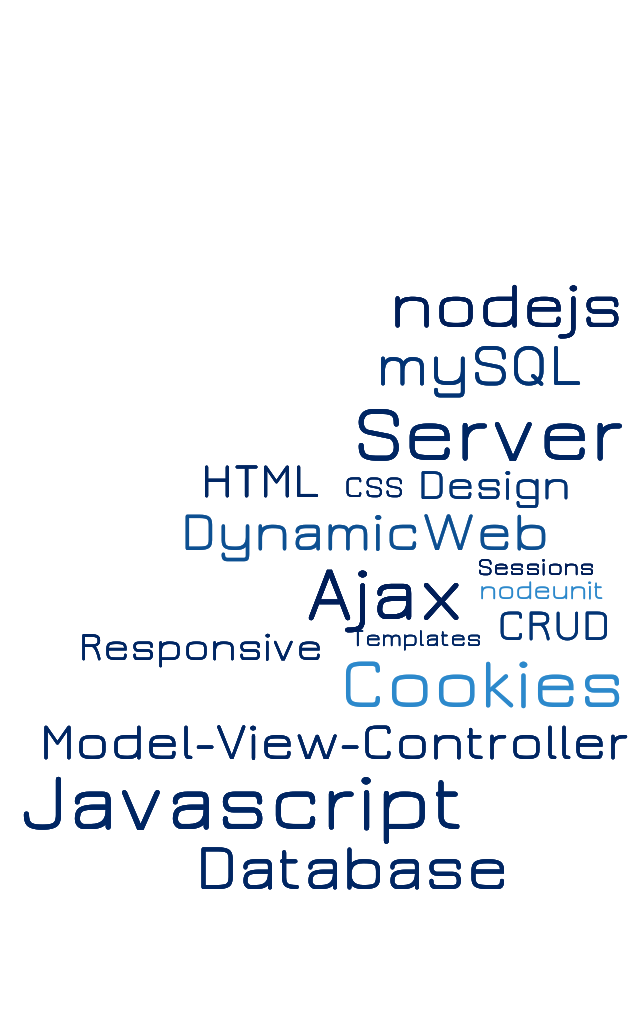 nodejs
mySQL
Server
HTML CSS Design
DynamicWeb
Sessions
Ajax nodeunit
CRUD
Responsive Templates
Cookies
Model-View-Controller
Javascript
Database